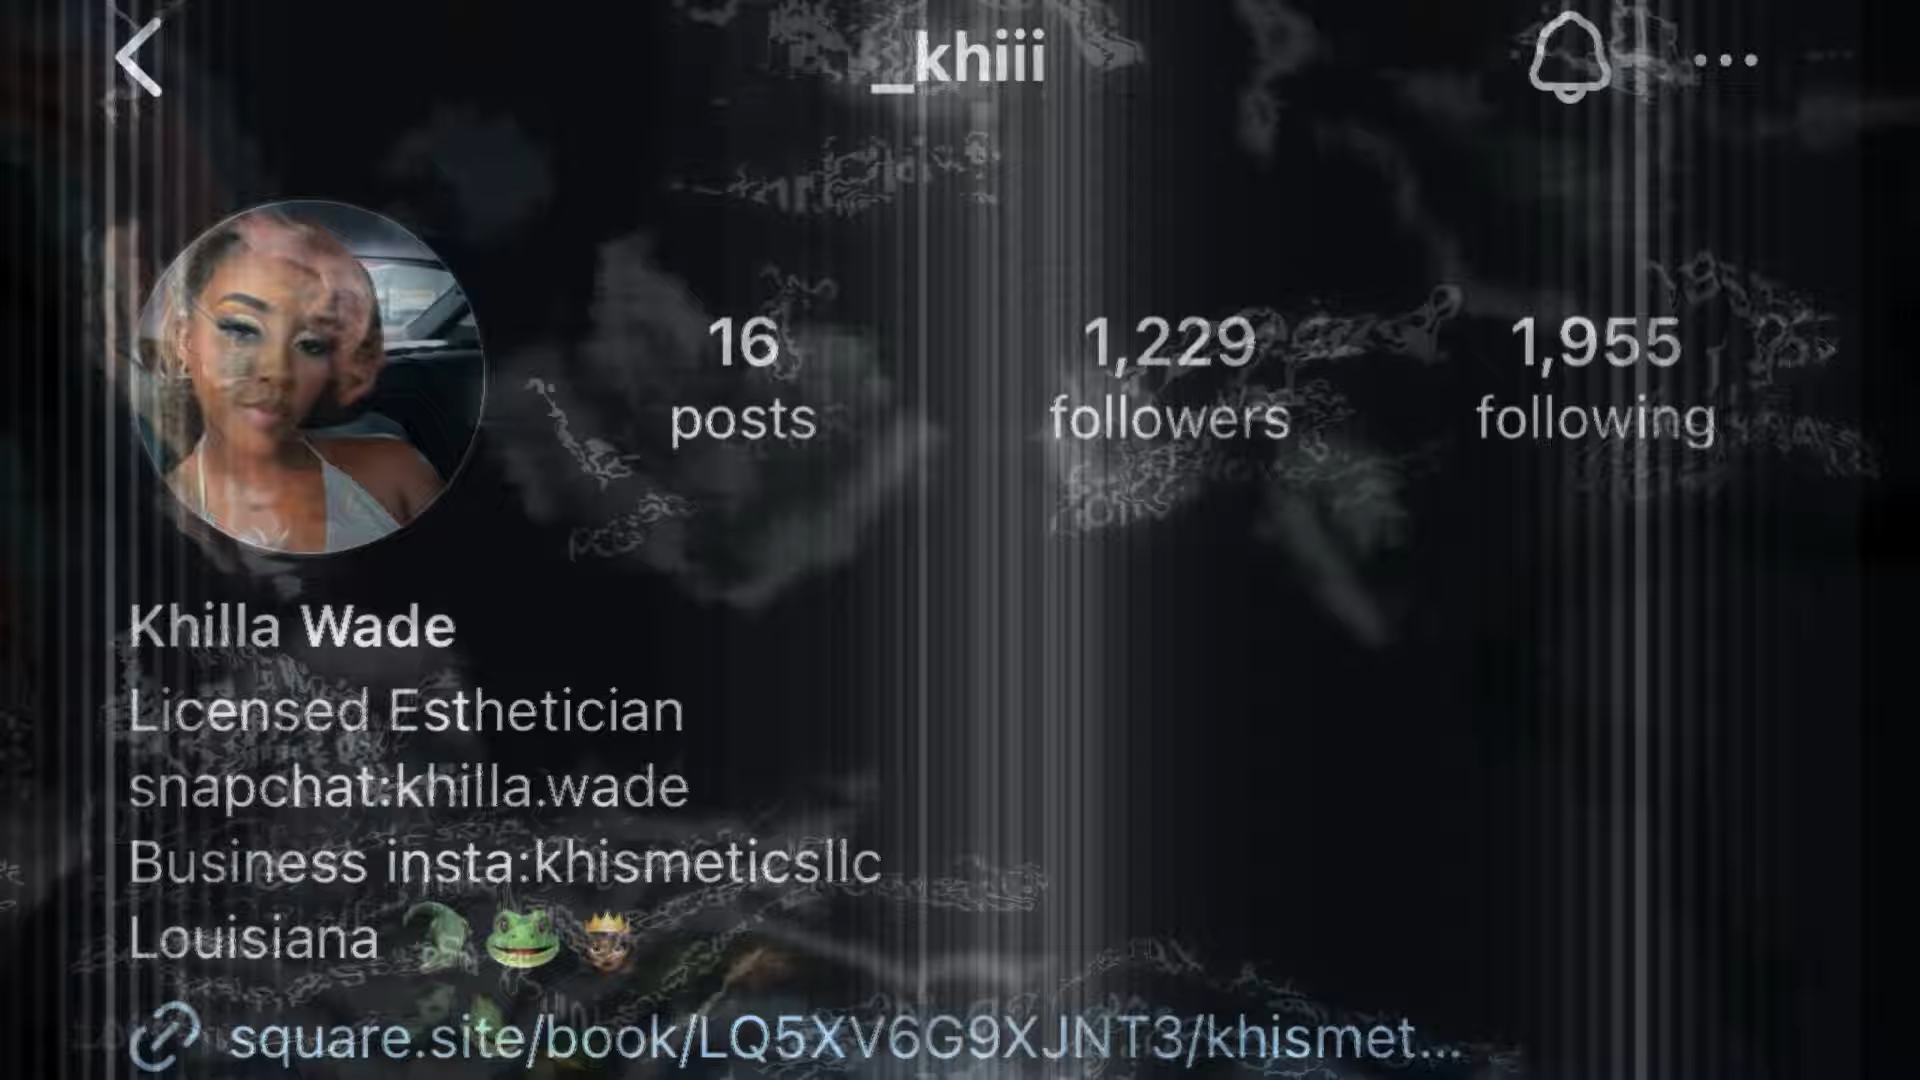 _khiii
16 1,229 1,955
posts followers following
Khilla Wade
Licensed Esthetician
snapchat:khilla.wade
Business insta:khismeticsllc
Louisiana
square.site/book/LQ5XV6G9XJNT3/khismet...